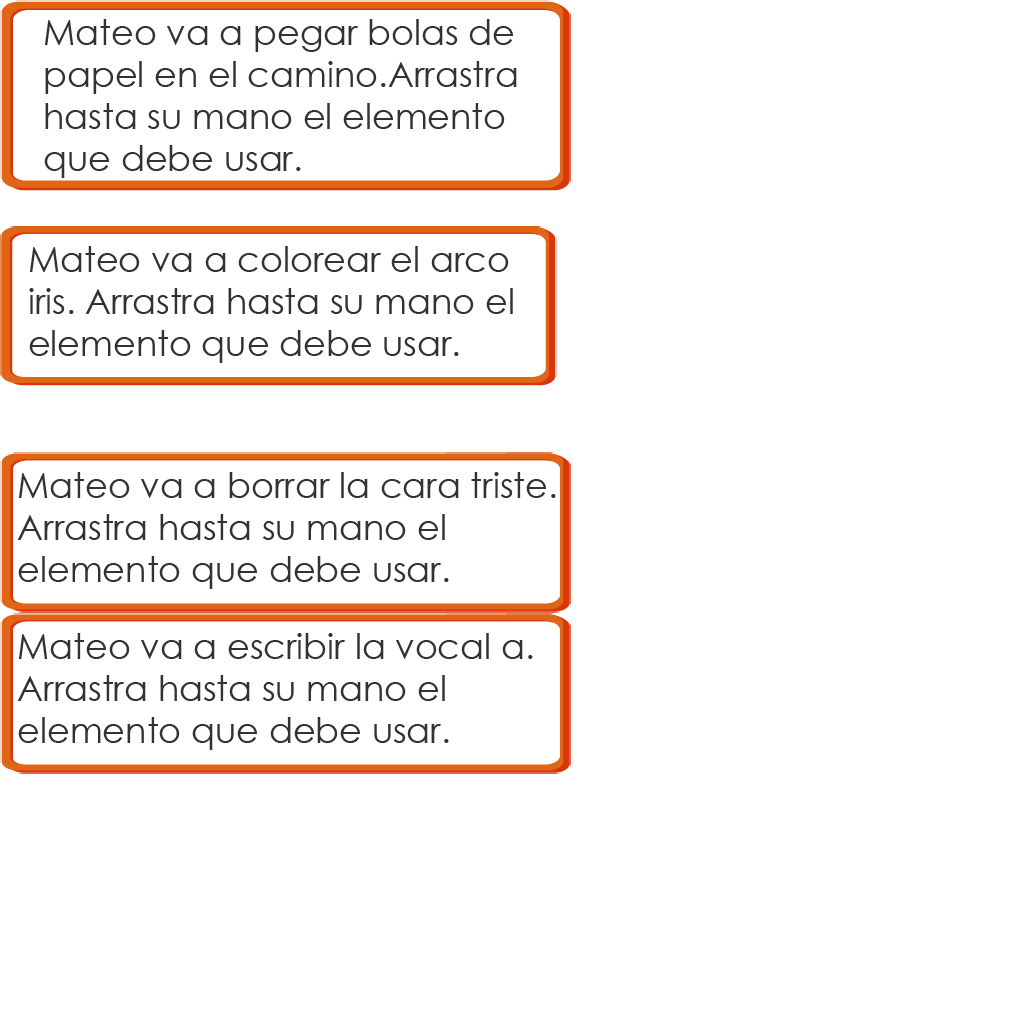 Mateo va a pegar bolas de
papel en el camino.Arrastra
hasta su mano el elemento
que debe usar.
Mateo va a colorear el arco
iris. Arrastra hasta su mano el
elemento que debe usar.
Mateo va a borrar la cara triste.
Arrastra hasta su mano el
elemento que debe usar.
Mateo va a escribir la vocal a.
Arrastra hasta su mano el
elemento que debe usar.